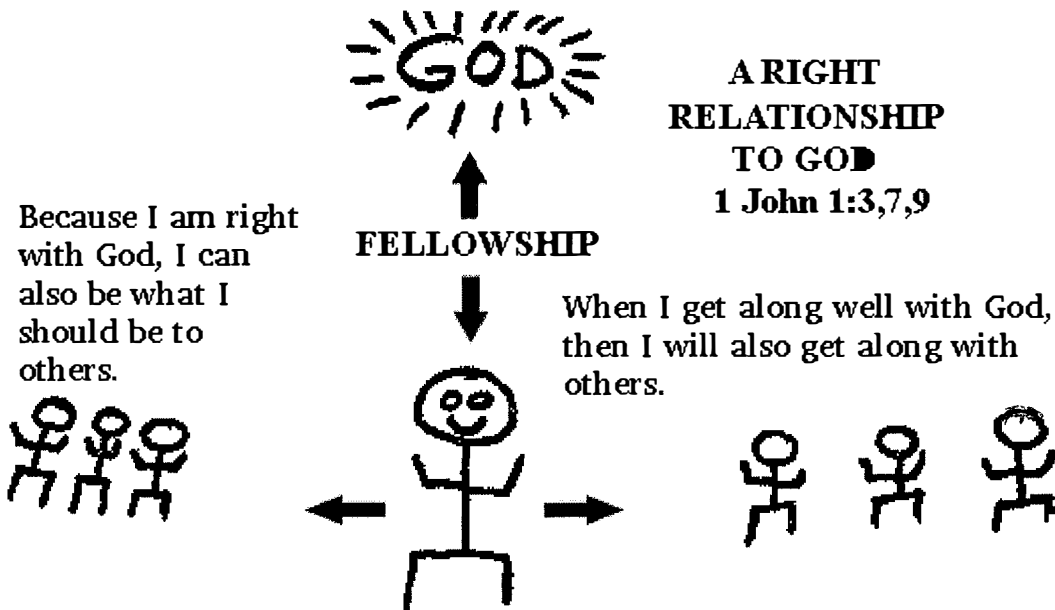 GOD
A RIGHT
RELATIONSHIP
TO GOD
1 John 1:3,7,9
Because I am right
with God, I can
also be what I
should be to
others.
FELLOWSHIP
When I get along well with God,
then I will also get along with
others.